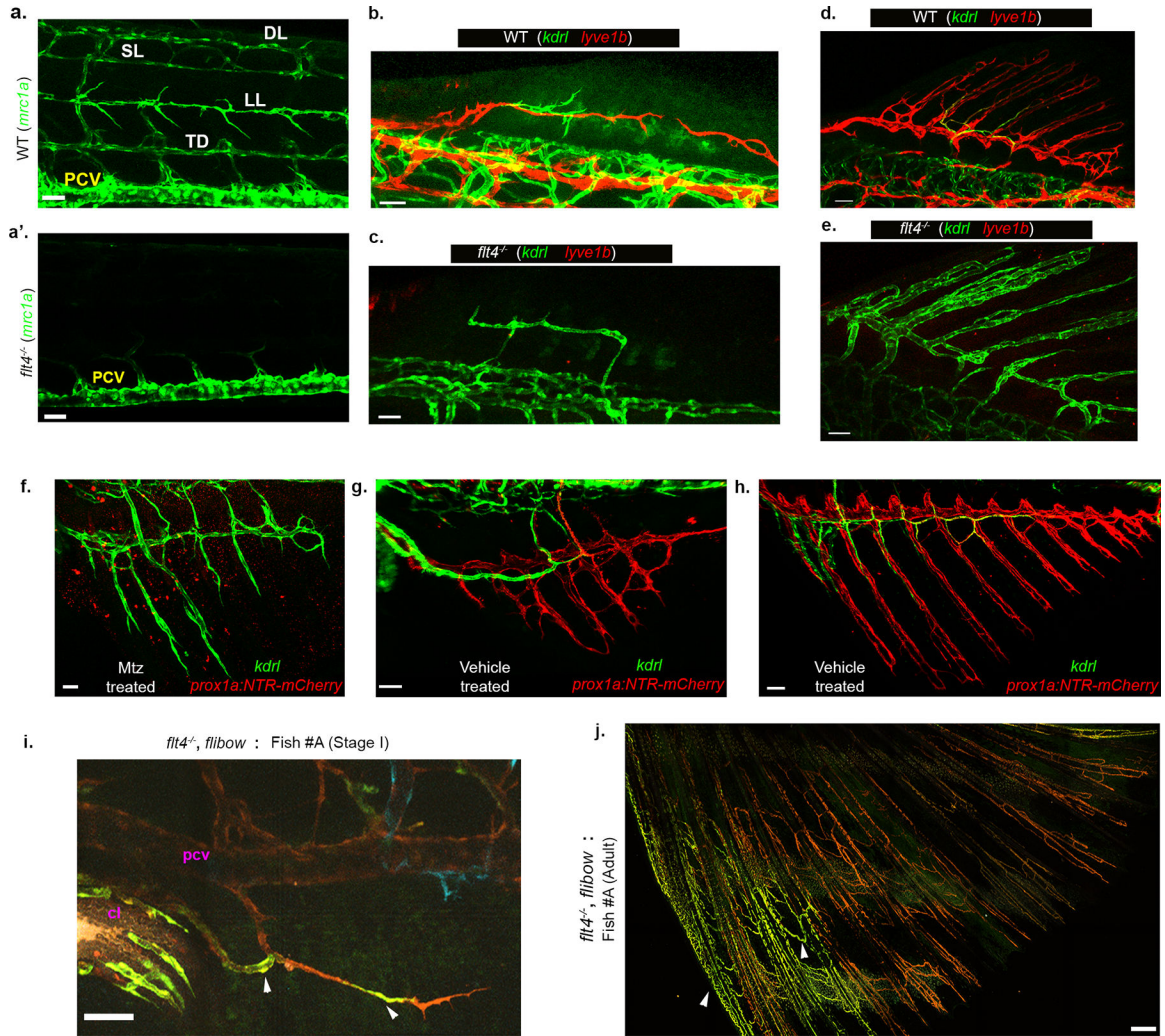 a.
WT (mrc1a)
DL
SL
LL
TD
PCV
b.
WT (kdrl lyve1b)
d.
WT (kdrl lyve1b)
a'.
flt4-/- (mrc1a)
PCV
c.
flt4-/- (kdrl lyve1b)
e.
flt4-/- (kdrl lyve1b)
f.
Mtz
treated
kdrl
prox1a:NTR-mCherry
g.
Vehicle
treated
kdrl
prox1a:NTR-mCherry
h.
Vehicle
treated
kdrl
prox1a:NTR-mCherry
i.
flt4-/-, flibow : Fish #A (Stage I)
pcv
cl
j.
flt4-/-, flibow :
Fish #A (Adult)